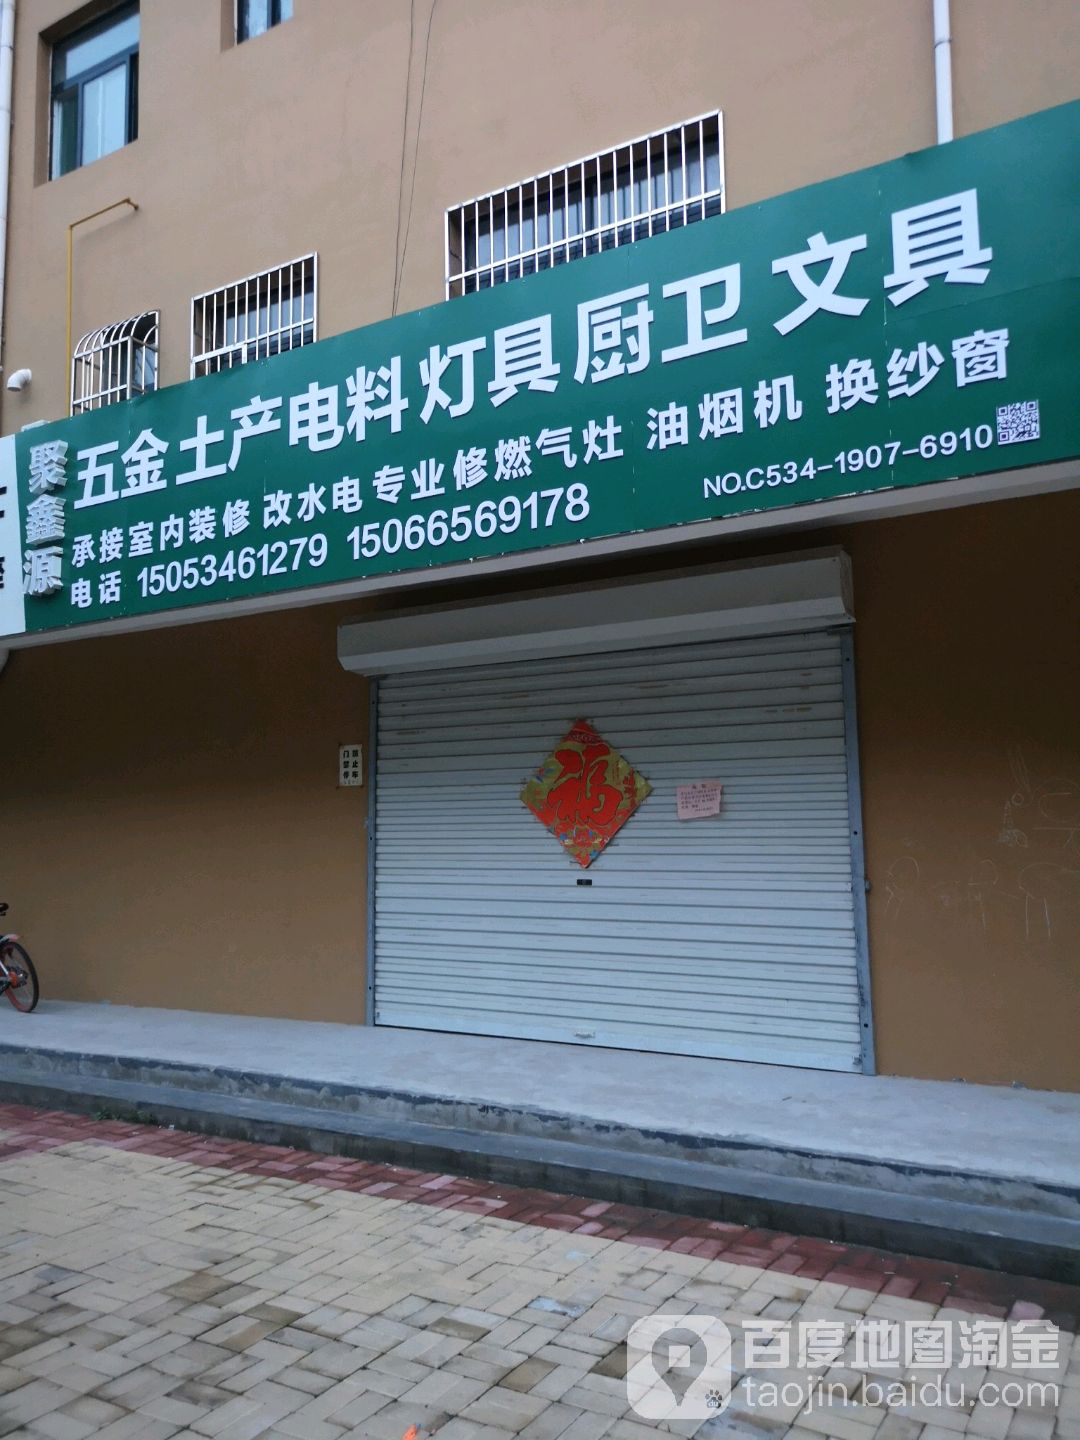 聚鑫源
五金 土产 电料 灯具 厨卫 文具
承接室内装修 改水电 专业修燃气灶 油烟机 换纱窗
电话 15053461279 15066569178
NO.C534-1907-6910
福
百度地图淘金
taojin.baidu.com